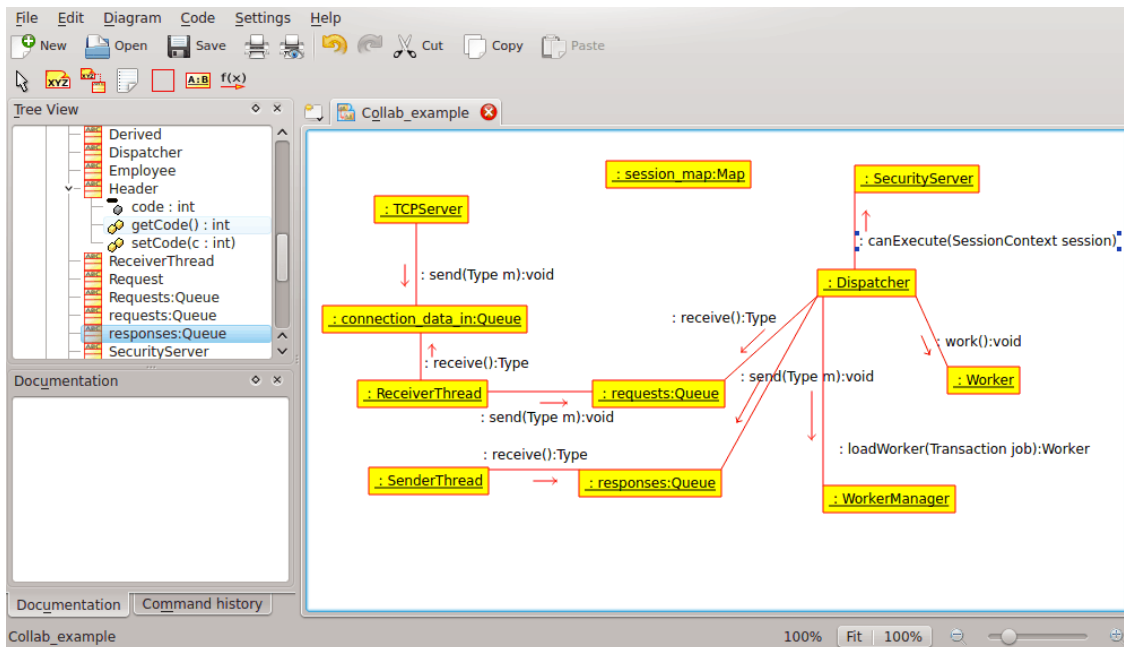 File Edit Diagram Code Settings Help
New Open Save Cut Copy Paste
XYZ XYZ A:B f(x)
Tree View
Collab_example
Derived
Dispatcher
Employee
Header
code : int
getCode() : int
setCode(c : int)
ReceiverThread
Request
Requests:Queue
requests:Queue
responses:Queue
SecurityServer
Documentation
Documentation Command history
: session_map:Map
: SecurityServer
: TCPServer
: canExecute(SessionContext session)
: send(Type m):void
: Dispatcher
: connection_data_in:Queue
: receive():Type
: work():void
: receive():Type
: send(Type m):void
: Worker
: ReceiverThread
: requests:Queue
: send(Type m):void
: loadWorker(Transaction job):Worker
: receive():Type
: SenderThread
: responses:Queue
: WorkerManager
Collab_example
100% Fit 100%